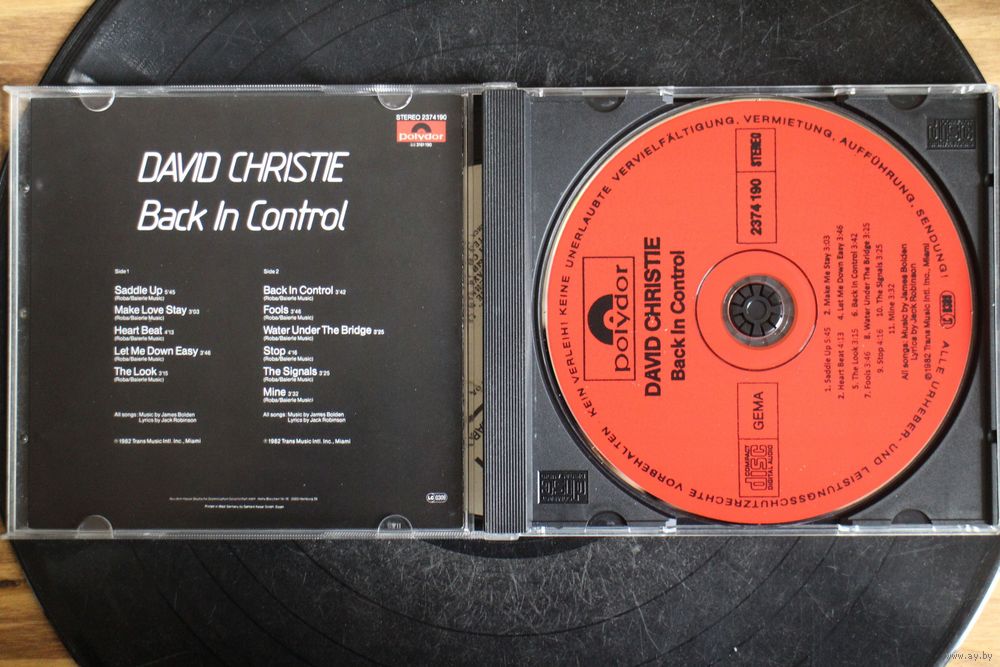 STEREO 2374190
polydor
3151190
DAVID CHRISTIE
Back In Control
Side 1
Saddle Up 5'45
(Roba/Baierle Music)
Make Love Stay 3'03
(Roba/Baierle Music)
Heart Beat 4'13
(Roba/Baierle Music)
Let Me Down Easy 3'46
(Roba/Baierle Music)
The Look 3'15
(Roba/Baierle Music)
All songs: Music by James Bolden
Lyrics by Jack Robinson
℗ 1982 Trans Music Intl. Inc., Miami
Side 2
Back In Control 3'42
(Roba/Baierle Music)
Fools 3'46
(Roba/Baierle Music)
Water Under The Bridge 3'25
(Roba/Baierle Music)
Stop 4'16
(Roba/Baierle Music)
The Signals 3'25
(Roba/Baierle Music)
Mine 3'32
(Roba/Baierle Music)
All songs: Music by James Bolden
Lyrics by Jack Robinson
℗ 1982 Trans Music Intl. Inc., Miami
LC 0309
KEIN VERLEIH! KEINE UNERLAUBTE VERVIELFÄLTIGUNG, VERMIETUNG, AUFFÜHRUNG, SENDUNG!
ALLE URHEBER- UND LEISTUNGSSCHUTZRECHTE VORBEHALTEN
polydor
2374 190 STEREO
DAVID CHRISTIE
Back In Control
GEMA
COMPACT
disc
DIGITAL AUDIO
1. Saddle Up 5:45 2. Make Me Stay 3:03
2. Heart Beat 4:13 4. Let Me Down Easy 3:46
5. The Look 3:15 6. Back In Control 3:42
7. Fools 3:46 8. Water Under The Bridge 3:25
9. Stop 4:16 10. The Signals 3:25
11. Mine 3:32
All songs: Music by James Bolden
Lyrics by Jack Robinson
℗1982 Trans Music Intl. Inc., Miami
www.ay.by